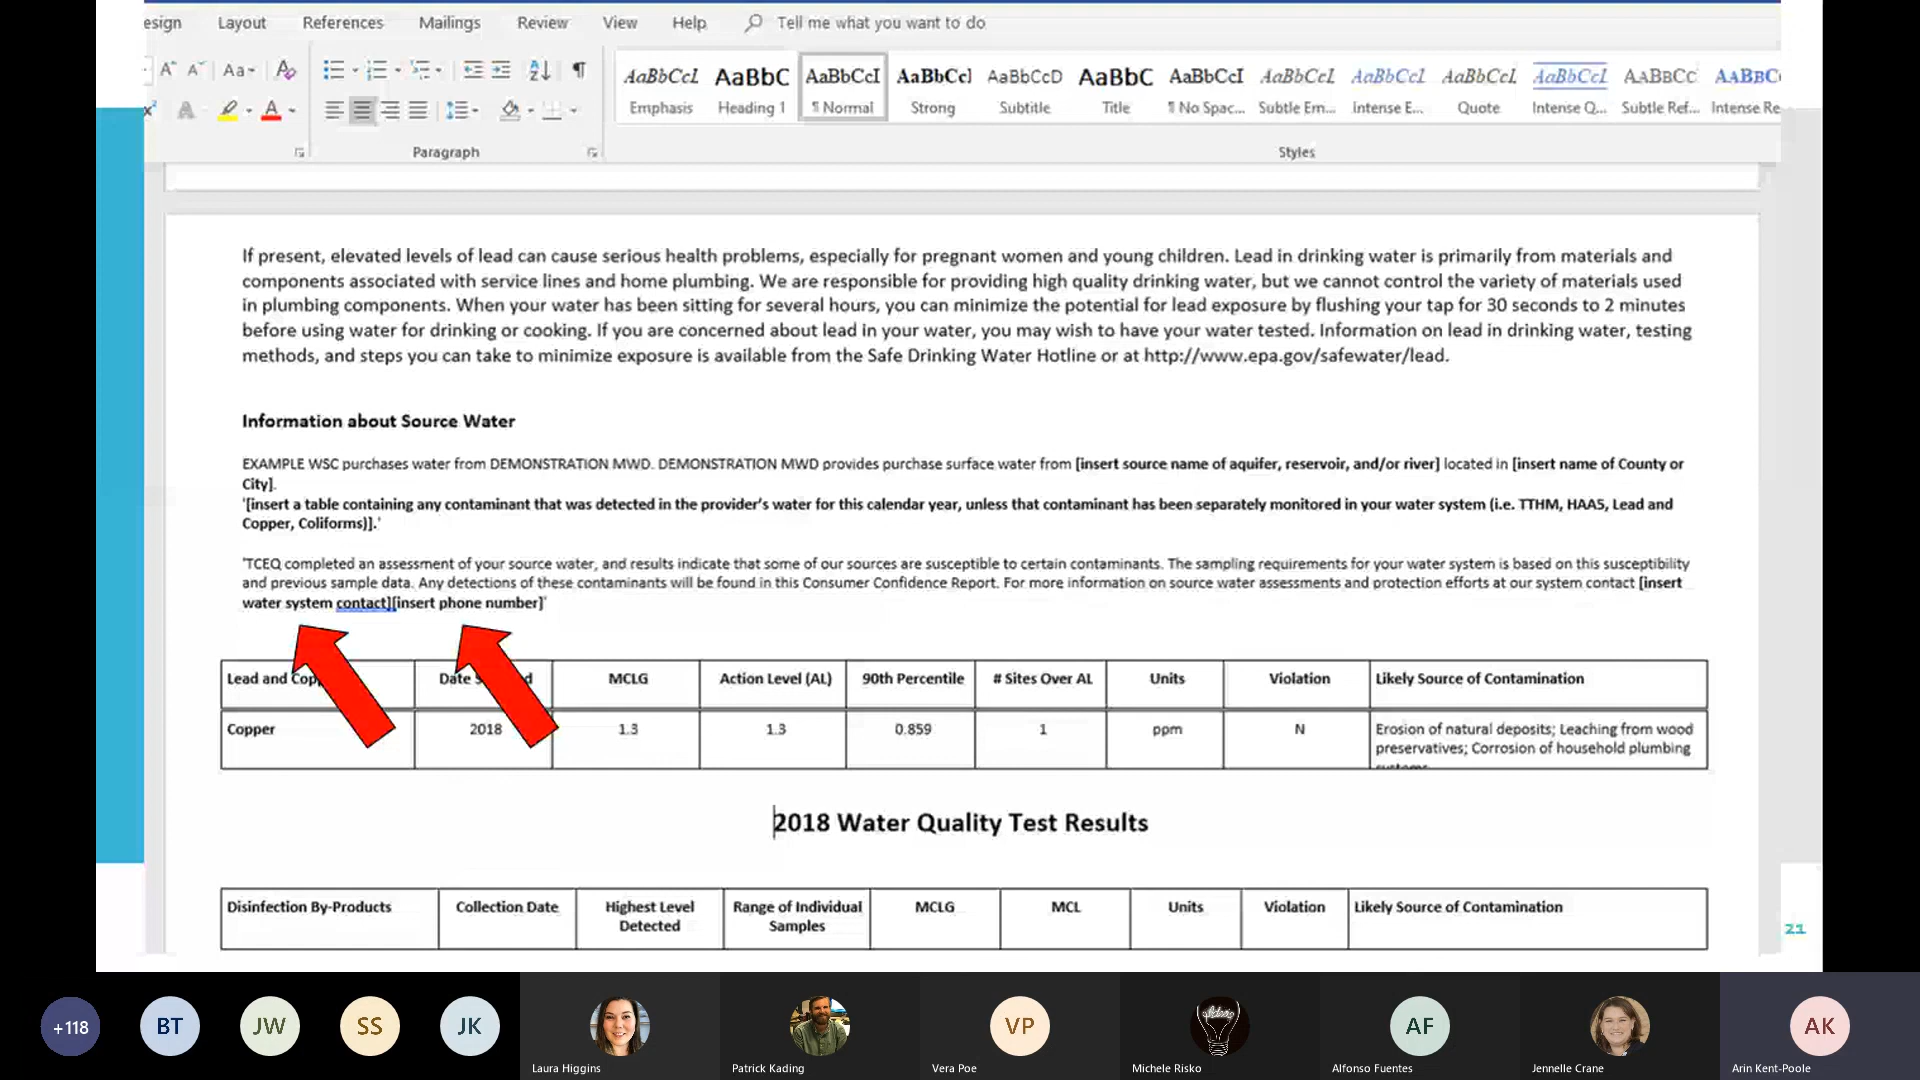 esign Layout References Mailings Review View Help Tell me what you want to do
Aa
AaBbCcL AaBbC AaBbCcI AaBbCcI AaBbCcD AaBbC AaBbCcI AaBbCcL AaBbCcL AaBbCcL AaBbCcL AABBCC AABBC
A A
Emphasis Heading 1 ¶ Normal Strong Subtitle Title ¶ No Spac... Subtle Em... Intense E... Quote Intense Q... Subtle Ref... Intense Re
Paragraph Styles
If present, elevated levels of lead can cause serious health problems, especially for pregnant women and young children. Lead in drinking water is primarily from materials and
components associated with service lines and home plumbing. We are responsible for providing high quality drinking water, but we cannot control the variety of materials used
in plumbing components. When your water has been sitting for several hours, you can minimize the potential for lead exposure by flushing your tap for 30 seconds to 2 minutes
before using water for drinking or cooking. If you are concerned about lead in your water, you may wish to have your water tested. Information on lead in drinking water, testing
methods, and steps you can take to minimize exposure is available from the Safe Drinking Water Hotline or at http://www.epa.gov/safewater/lead.
Information about Source Water
EXAMPLE WSC purchases water from DEMONSTRATION MWD. DEMONSTRATION MWD provides purchase surface water from [insert source name of aquifer, reservoir, and/or river] located in [insert name of County or
City].
'[insert a table containing any contaminant that was detected in the provider's water for this calendar year, unless that contaminant has been separately monitored in your water system (i.e. TTHM, HAA5, Lead and
Copper, Coliforms)].'
'TCEQ completed an assessment of your source water, and results indicate that some of our sources are susceptible to certain contaminants. The sampling requirements for your water system is based on this susceptibility
and previous sample data. Any detections of these contaminants will be found in this Consumer Confidence Report. For more information on source water assessments and protection efforts at our system contact [insert
water system contact][insert phone number]'
Lead and Cop Date S d MCLG Action Level (AL) 90th Percentile # Sites Over AL Units Violation Likely Source of Contamination
Copper 2018 1.3 1.3 0.859 1 ppm N Erosion of natural deposits; Leaching from wood
preservatives; Corrosion of household plumbing
2018 Water Quality Test Results
Disinfection By-Products Collection Date Highest Level Range of Individual MCLG MCL Units Violation Likely Source of Contamination
Detected Samples
21
+118 BT JW SS JK VP AF AK
Laura Higgins Patrick Kading Vera Poe Michele Risko Alfonso Fuentes Jennelle Crane Arin Kent-Poole